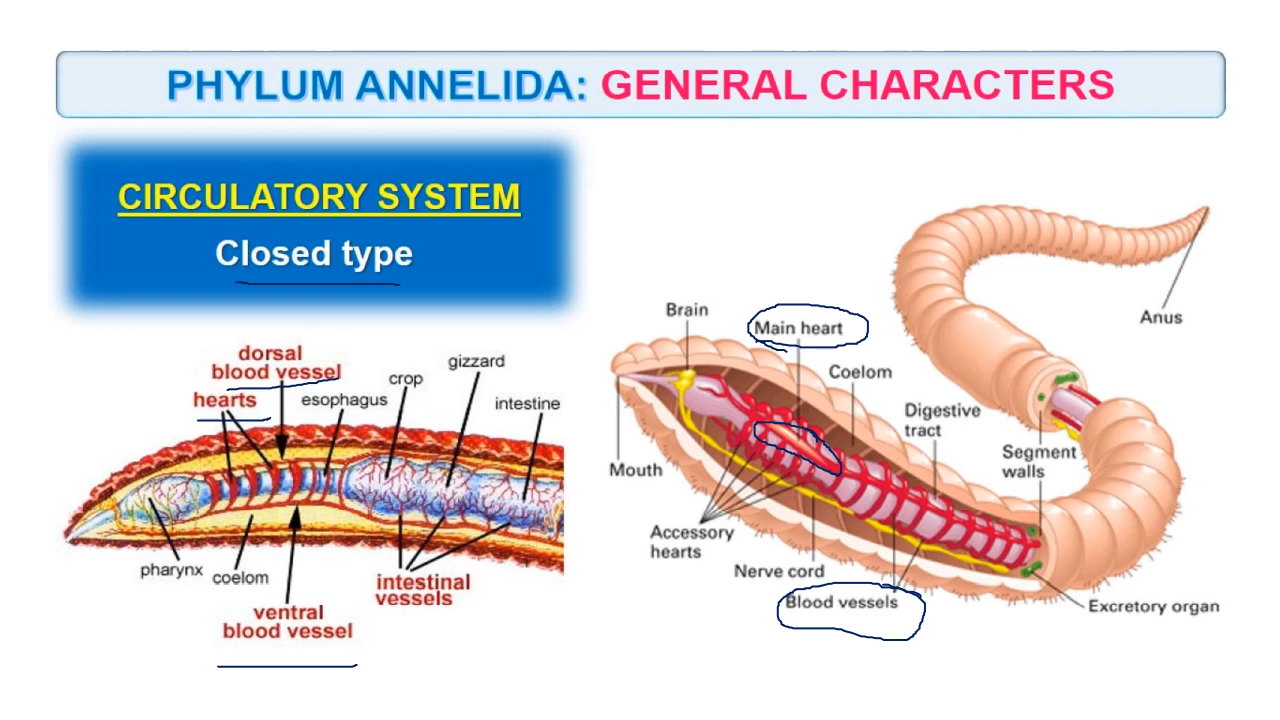 PHYLUM ANNELIDA: GENERAL CHARACTERS
CIRCULATORY SYSTEM
Closed type
dorsal
blood vessel
hearts
esophagus
crop
gizzard
intestine
pharynx
coelom
ventral
blood vessel
intestinal
vessels
Brain
Main heart
Coelom
Digestive
tract
Segment
walls
Anus
Mouth
Accessory
hearts
Nerve cord
Blood vessels
Excretory organ